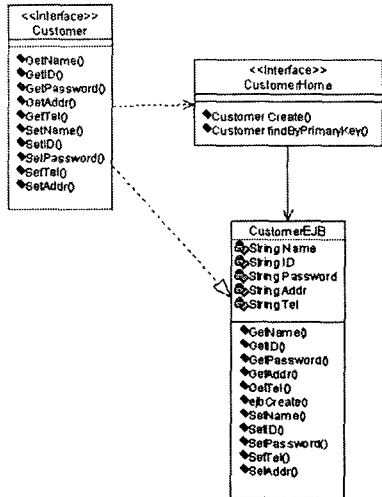 <<Interface>>
Customer
GetName()
GetID()
GetPassword()
GetAddr()
GetTel()
SetName()
SetID()
SetPassword()
SetTel()
SetAddr()
<<Interface>>
CustomerHome
Customer Create()
Customer findByPrimaryKey()
CustomerEJB
String Name
String ID
String Password
String Addr
String Tel
GetName()
GetID()
GetPassword()
GetAddr()
GetTel()
ejbCreate()
SetName()
SetID()
SetPassword()
SetTel()
SetAddr()